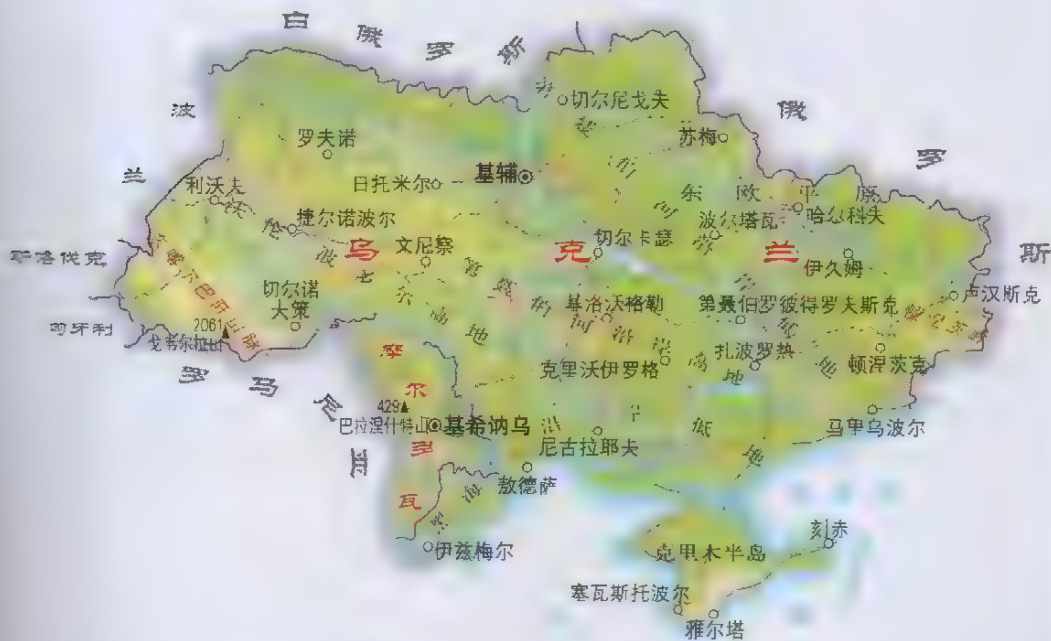 白俄罗斯
波兰
俄罗斯
切尔尼戈夫
苏梅
罗夫诺
基辅
日托米尔
利沃夫
东欧平原
捷尔诺波尔
波尔塔瓦
哈尔科夫
乌克兰
切尔卡瑟
文尼察
伊久姆
匈牙利
切尔诺
大策
卢汉斯克
基洛沃格勒
第聂伯罗彼得罗夫斯克
2061
戈韦尔拉山
克里沃伊罗格
扎波罗热
顿涅茨克
罗马尼亚
摩尔多瓦
429
巴拉涅什特山
基希讷乌
尼古拉耶夫
马里乌波尔
敖德萨
伊兹梅尔
克里木半岛
刻赤
塞瓦斯托波尔
雅尔塔